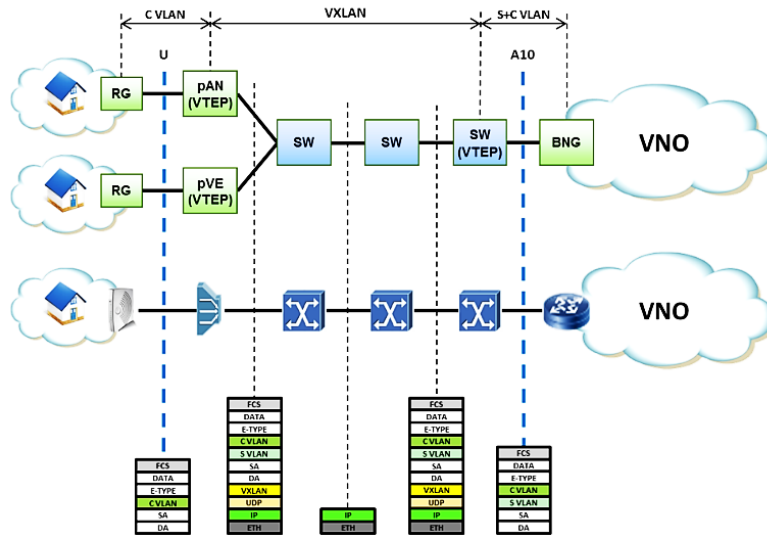 C VLAN
VXLAN
S+C VLAN
U
A10
RG
pAN
(VTEP)
SW
SW
SW
(VTEP)
BNG
VNO
RG
pVE
(VTEP)
VNO
FCS
DATA
E-TYPE
C VLAN
SA
DA
FCS
DATA
E-TYPE
C VLAN
S VLAN
SA
DA
VXLAN
UDP
IP
ETH
IP
ETH
FCS
DATA
E-TYPE
C VLAN
S VLAN
SA
DA
VXLAN
UDP
IP
ETH
FCS
DATA
E-TYPE
C VLAN
S VLAN
SA
DA